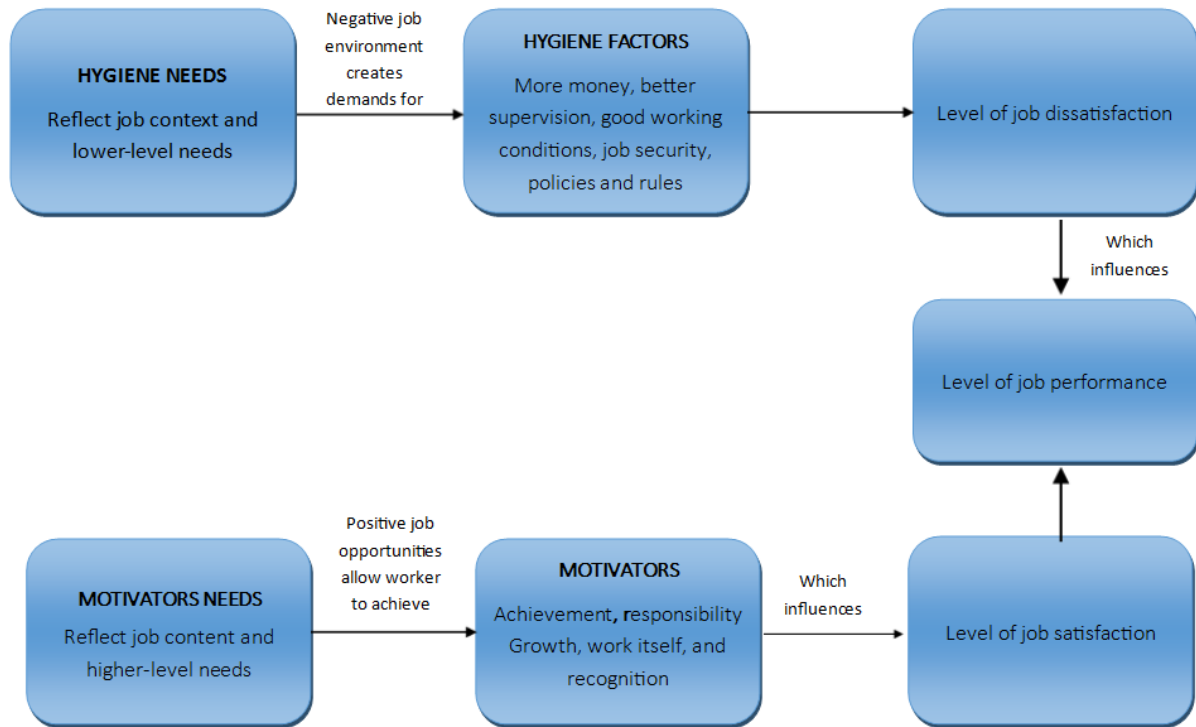 HYGIENE NEEDS
Reflect job context and
lower-level needs
Negative job
environment
creates
demands for
HYGIENE FACTORS
More money, better
supervision, good working
conditions, job security,
policies and rules
Level of job dissatisfaction
Which
influences
Level of job performance
MOTIVATORS NEEDS
Reflect job content and
higher-level needs
Positive job
opportunities
allow worker
to achieve
MOTIVATORS
Achievement, responsibility
Growth, work itself, and
recognition
Which
influences
Level of job satisfaction